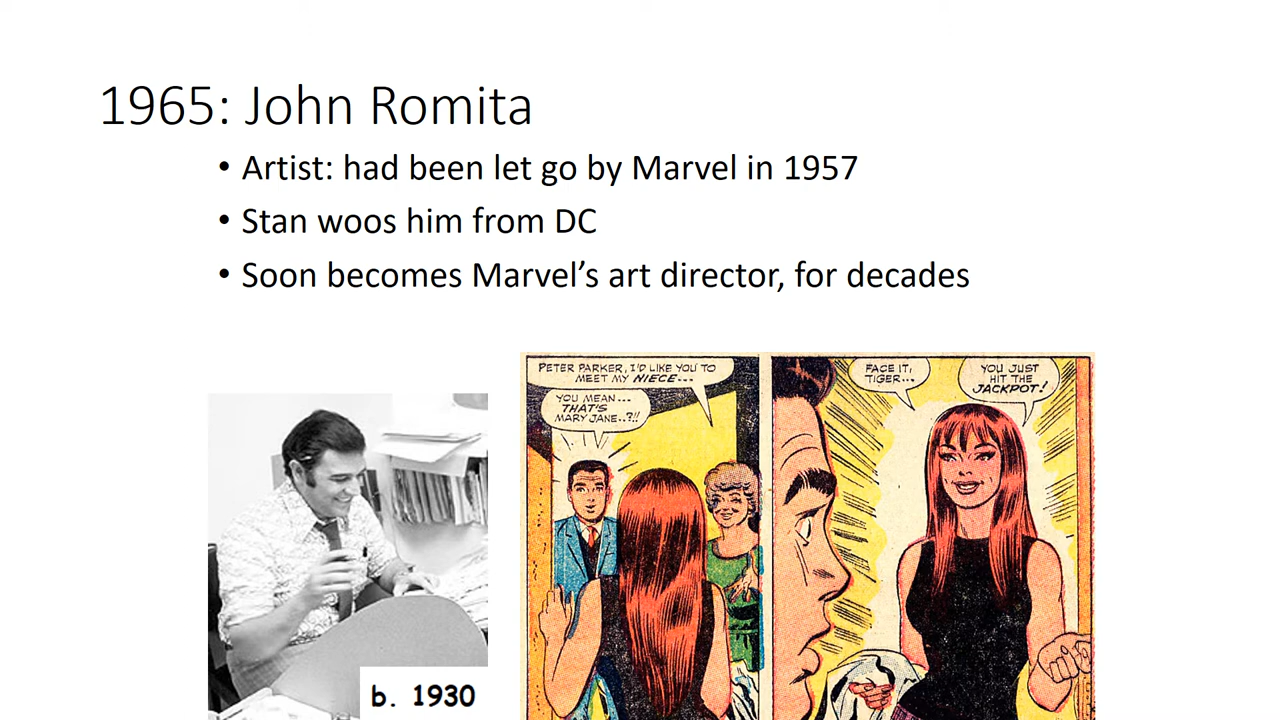 1965: John Romita
• Artist: had been let go by Marvel in 1957
• Stan woos him from DC
• Soon becomes Marvel’s art director, for decades
b. 1930
PETER PARKER, I'D LIKE YOU TO
MEET MY NIECE---
YOU MEAN---
THAT'S
MARY JANE..?!!
FACE IT,
TIGER...
YOU JUST
HIT THE
JACKPOT!